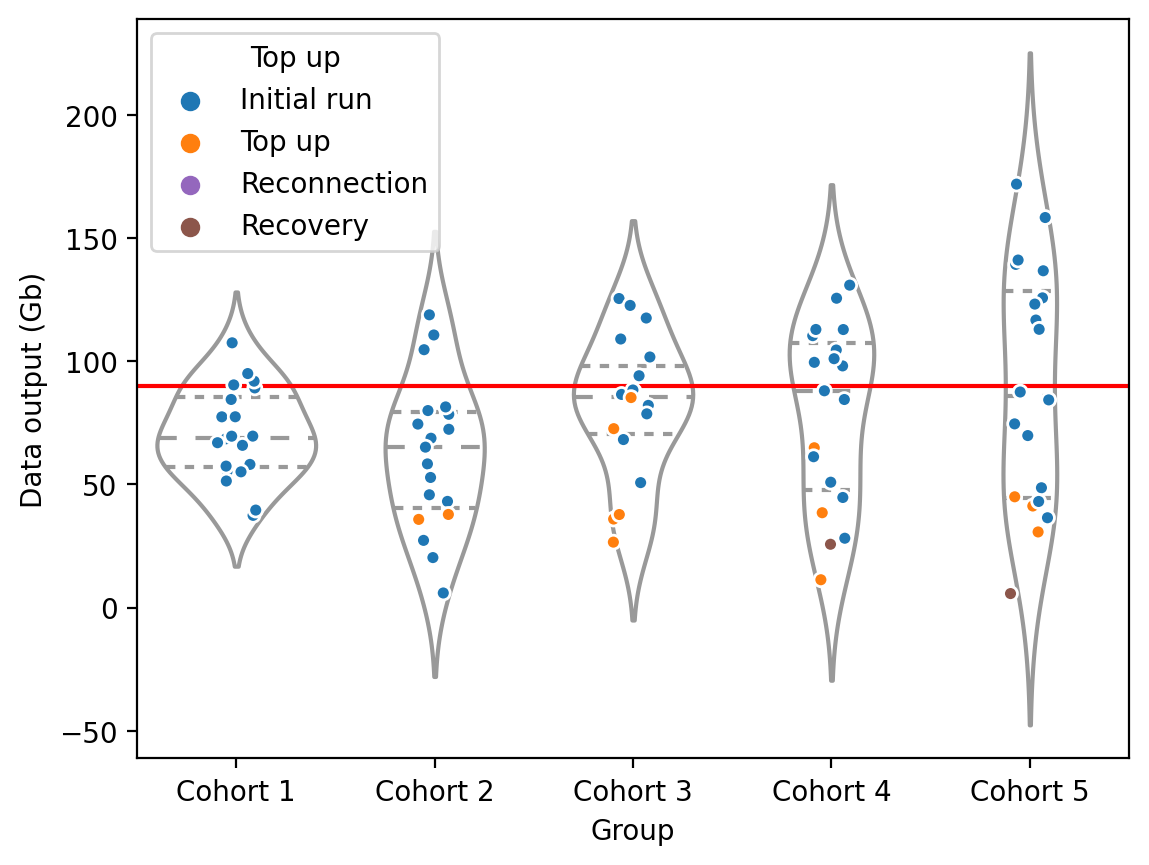 Top up
Initial run
Top up
Reconnection
Recovery
Data output (Gb)
200
150
100
50
0
−50
Cohort 1 Cohort 2 Cohort 3 Cohort 4 Cohort 5
Group